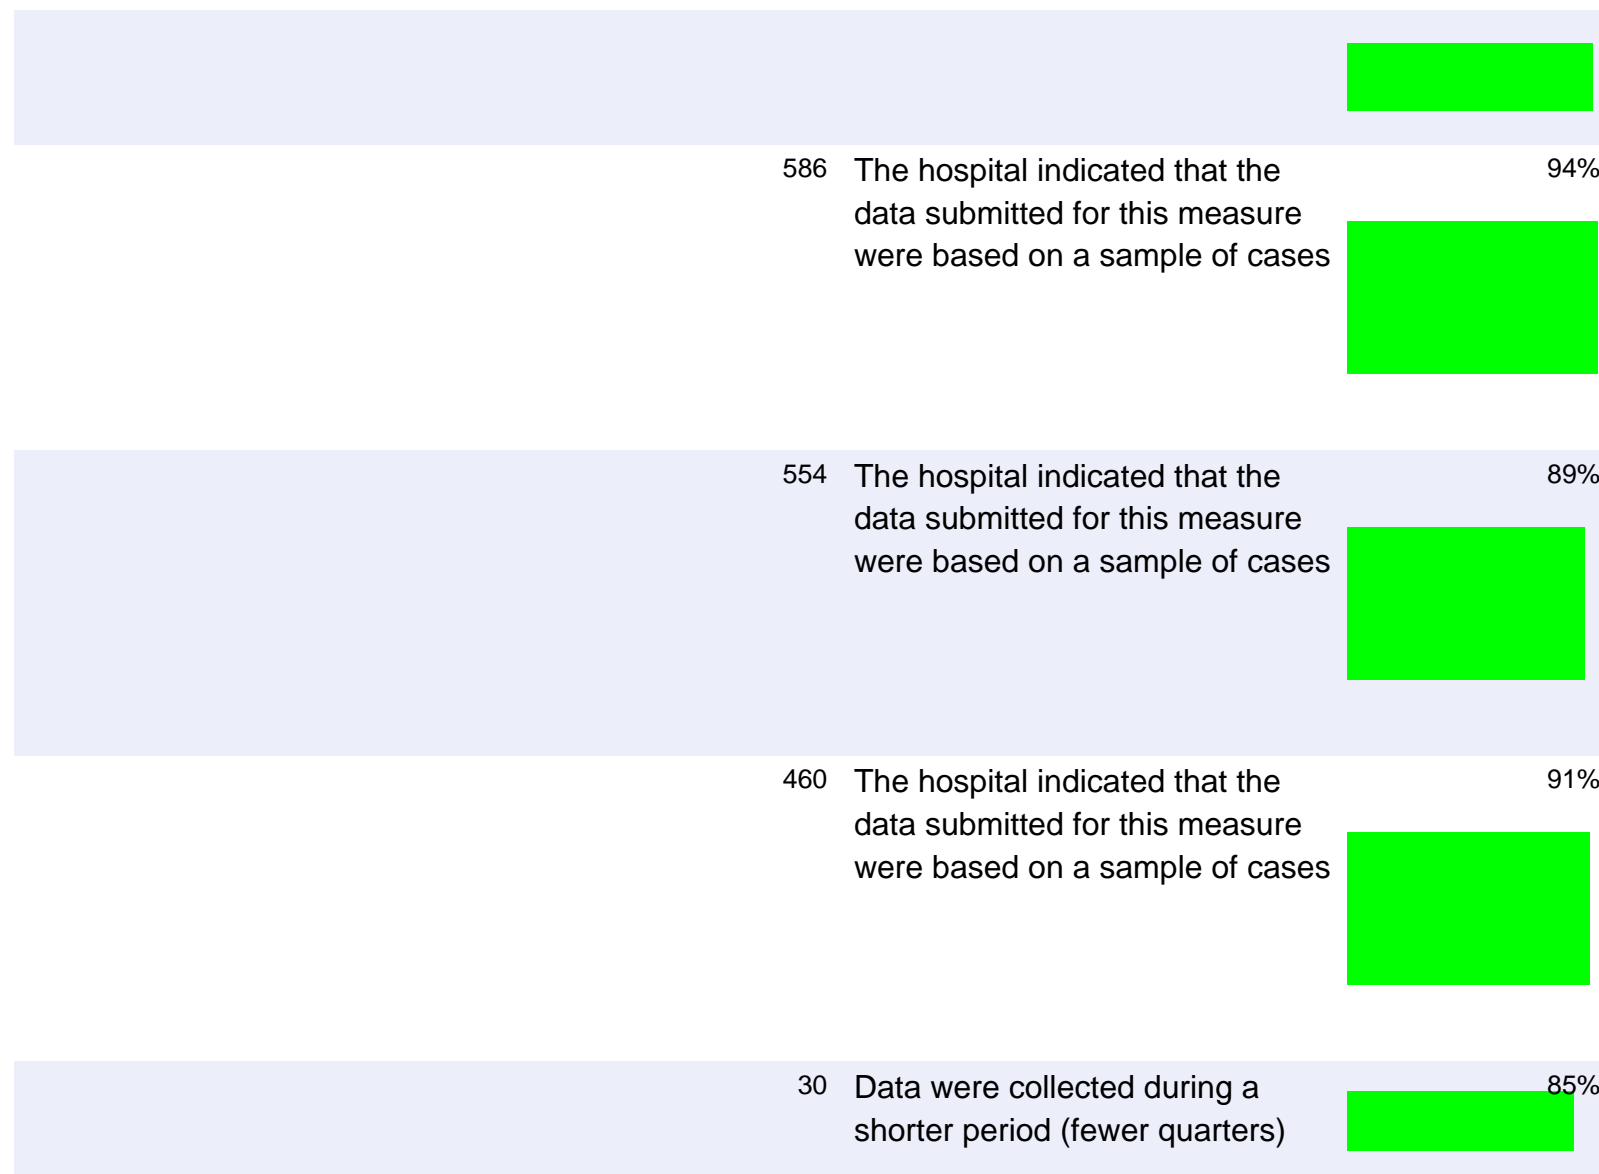 586 The hospital indicated that the 94%
data submitted for this measure
were based on a sample of cases
554 The hospital indicated that the 89%
data submitted for this measure
were based on a sample of cases
460 The hospital indicated that the 91%
data submitted for this measure
were based on a sample of cases
30 Data were collected during a 85%
shorter period (fewer quarters)